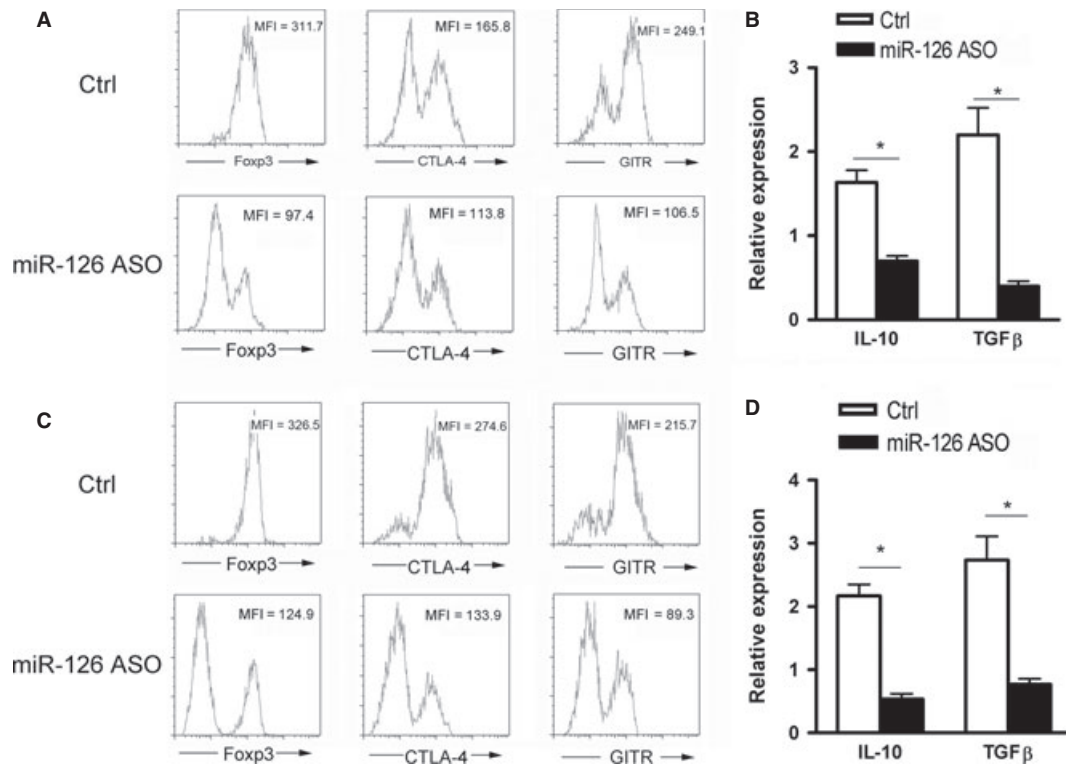 A
Ctrl
MFI = 311.7
Foxp3
MFI = 165.8
CTLA-4
MFI = 249.1
GITR
miR-126 ASO
MFI = 97.4
Foxp3
MFI = 113.8
CTLA-4
MFI = 106.5
GITR
B
Ctrl
miR-126 ASO
Relative expression
3
2
1
0
*
*
IL-10
TGFβ
C
Ctrl
MFI = 326.5
Foxp3
MFI = 274.6
CTLA-4
MFI = 215.7
GITR
miR-126 ASO
MFI = 124.9
Foxp3
MFI = 133.9
CTLA-4
MFI = 89.3
GITR
D
Ctrl
miR-126 ASO
Relative expression
4
3
2
1
0
*
*
IL-10
TGFβ